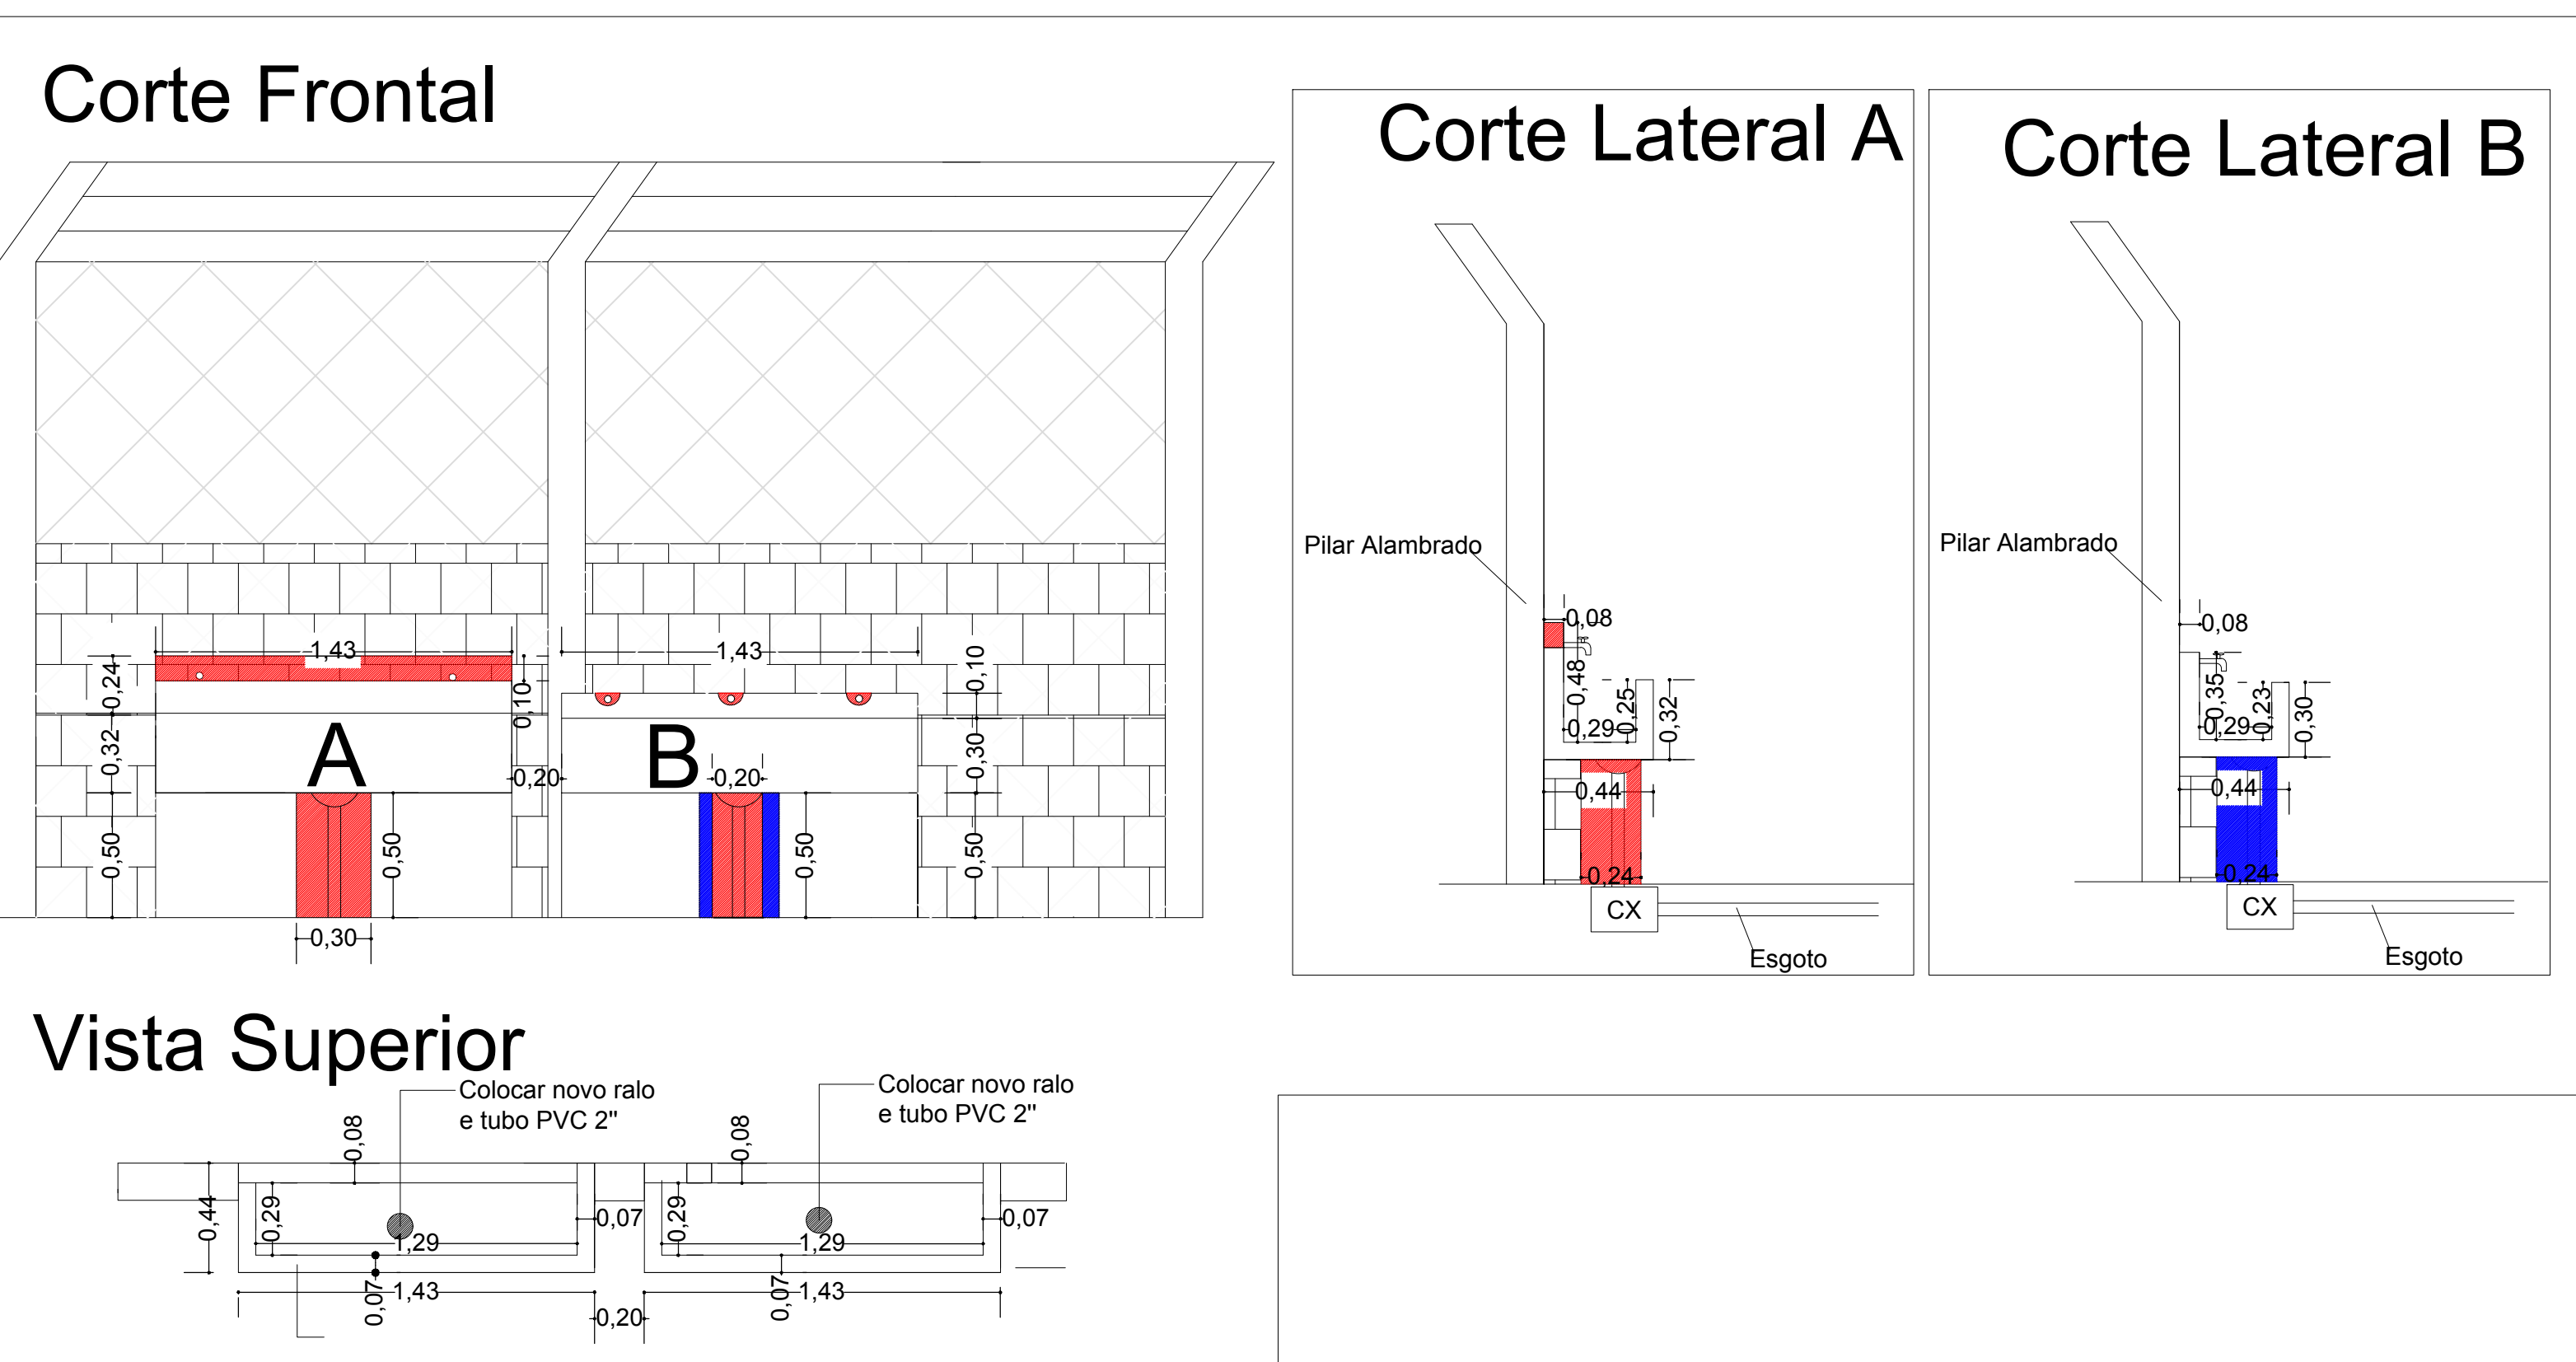 Corte Frontal
1,43
1,43
0,24
0,10
0,10
0,32
A
B
0,20
0,20
0,30
0,50
0,50
0,50
0,50
0,30
Corte Lateral A
Pilar Alambrado
0,08
0,48
0,25
0,32
0,29
0,44
0,24
CX
Esgoto
Corte Lateral B
Pilar Alambrado
0,08
0,35
0,23
0,30
0,29
0,44
0,24
CX
Esgoto
Vista Superior
Colocar novo ralo
e tubo PVC 2"
Colocar novo ralo
e tubo PVC 2"
0,08
0,08
0,44
0,29
0,07
0,29
0,07
1,29
1,29
0,07
1,43
0,07
1,43
0,20